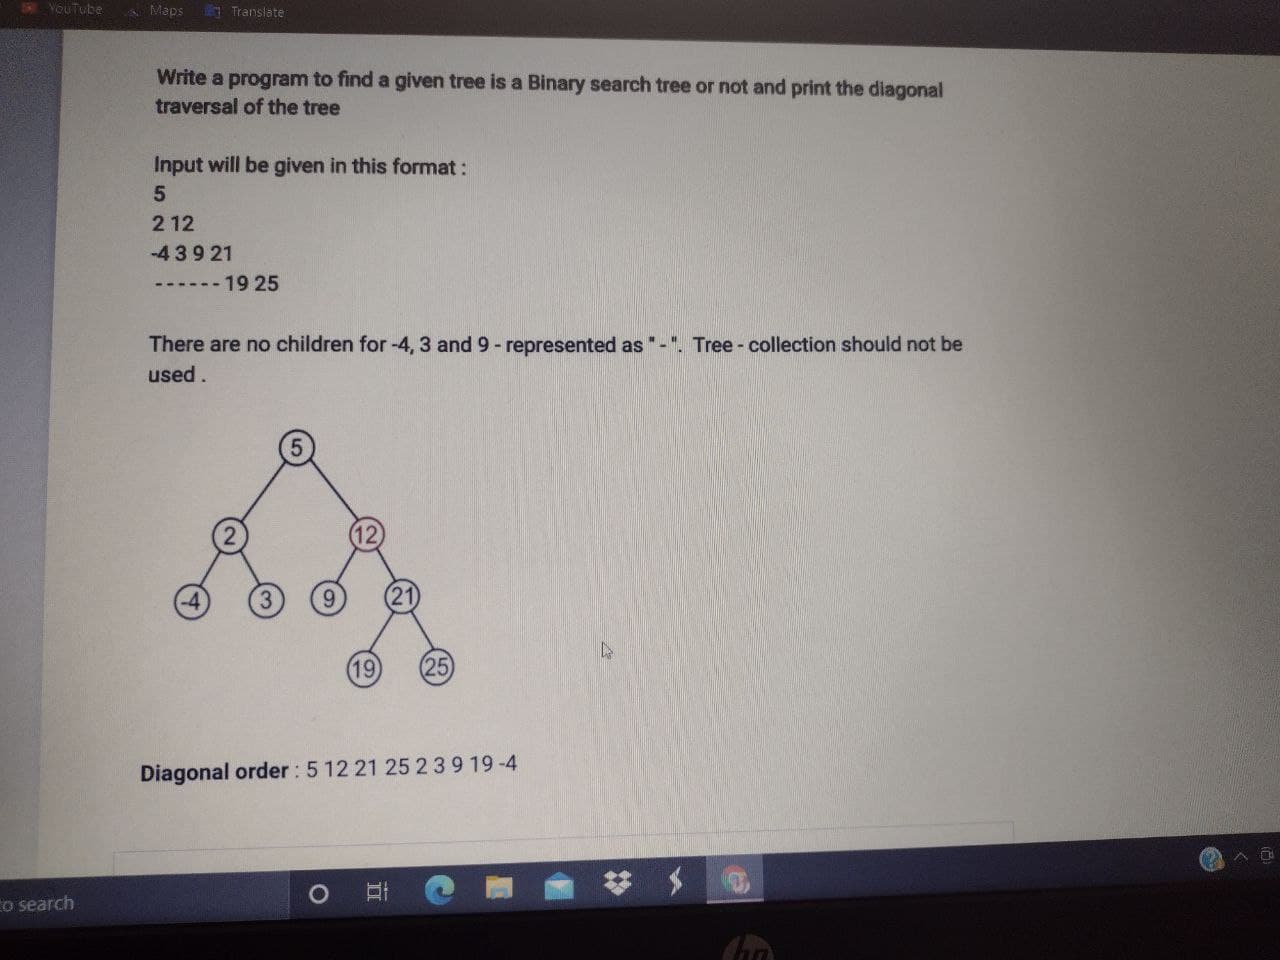 YouTube Maps Translate
Write a program to find a given tree is a Binary search tree or not and print the diagonal
traversal of the tree
Input will be given in this format :
5
2 12
-4 3 9 21
- - - - - - 19 25
There are no children for -4, 3 and 9 - represented as " - ". Tree - collection should not be
used .
5
2 12
-4 3 9 21
19 25
Diagonal order : 5 12 21 25 2 3 9 19 -4
to search
hp